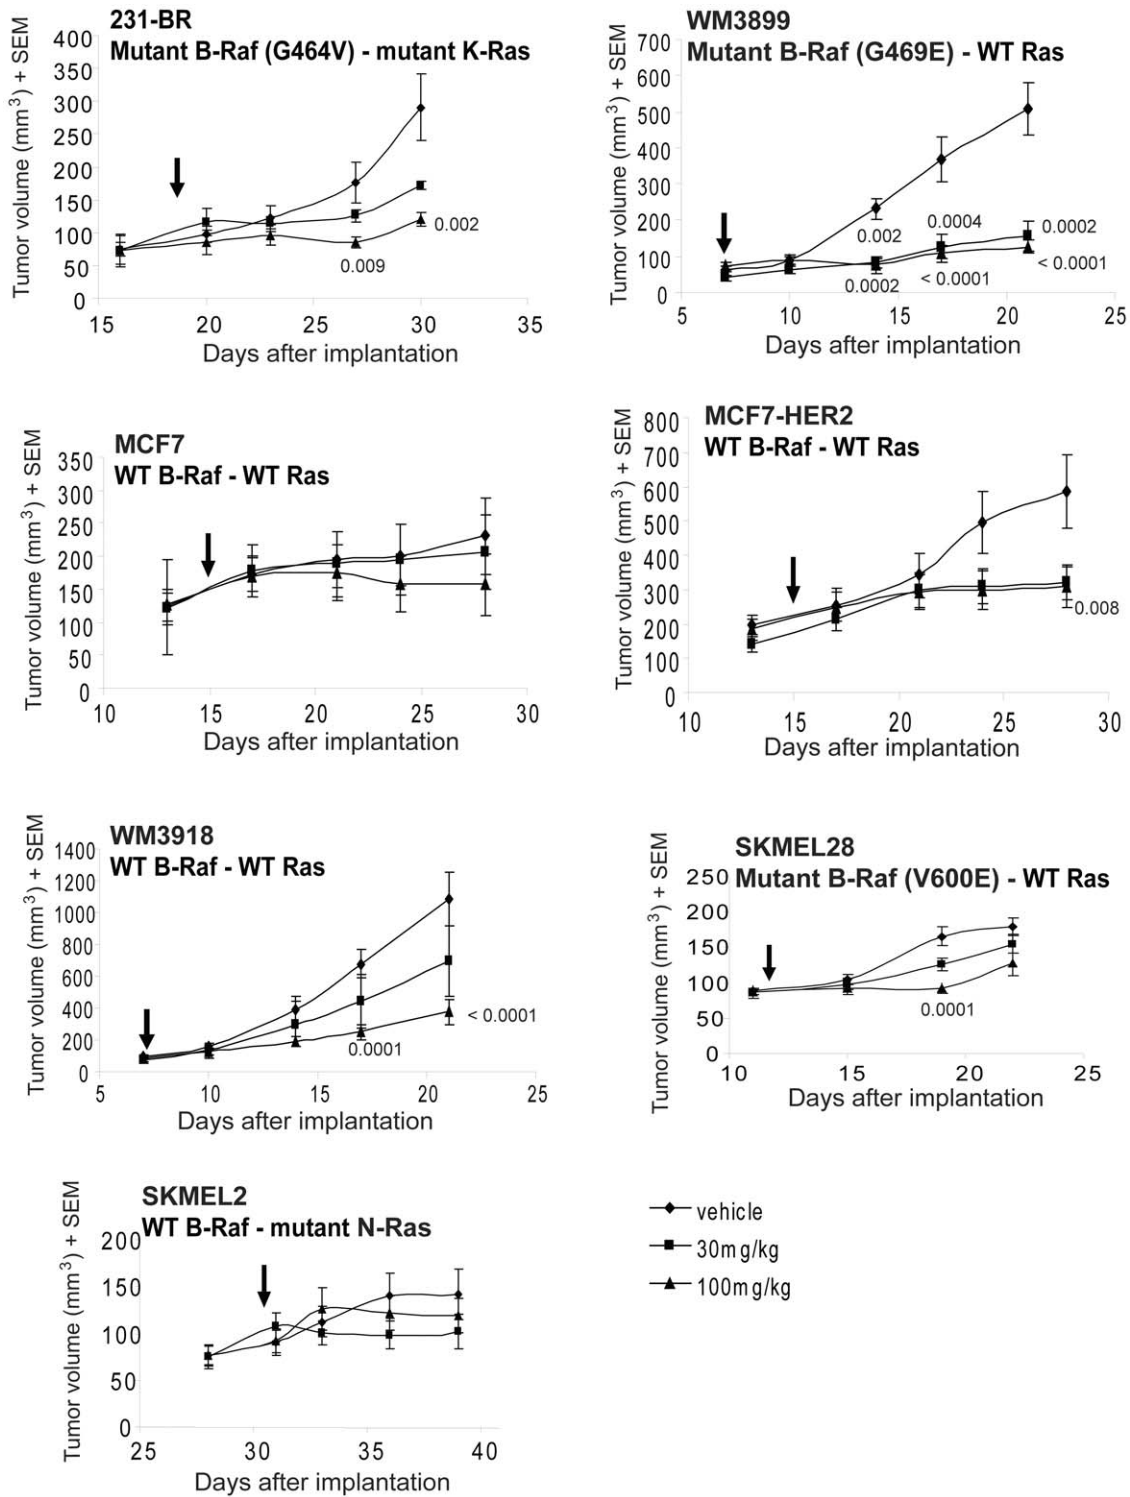 231-BR
Mutant B-Raf (G464V) - mutant K-Ras
Tumor volume (mm³) + SEM
400
350
300
250
200
150
100
50
0
0.002
0.009
15 20 25 30 35
Days after implantation
WM3899
Mutant B-Raf (G469E) - WT Ras
Tumor volume (mm³) + SEM
700
600
500
400
300
200
100
0
0.002
0.0004
0.0002
0.0002
< 0.0001
< 0.0001
5 10 15 20 25
Days after implantation
MCF7
WT B-Raf - WT Ras
Tumor volume (mm³) + SEM
350
300
250
200
150
100
50
0
10 15 20 25 30
Days after implantation
MCF7-HER2
WT B-Raf - WT Ras
Tumor volume (mm³) + SEM
800
700
600
500
400
300
200
100
0
0.008
10 15 20 25 30
Days after implantation
WM3918
WT B-Raf - WT Ras
Tumor volume (mm³) + SEM
1400
1200
1000
800
600
400
200
0
< 0.0001
0.0001
5 10 15 20 25
Days after implantation
SKMEL28
Mutant B-Raf (V600E) - WT Ras
Tumor volume (mm³) + SEM
250
200
150
100
50
0
0.0001
10 15 20 25
Days after implantation
SKMEL2
WT B-Raf - mutant N-Ras
Tumor volume (mm³) + SEM
200
150
100
50
0
25 30 35 40
Days after implantation
vehicle
30mg/kg
100mg/kg